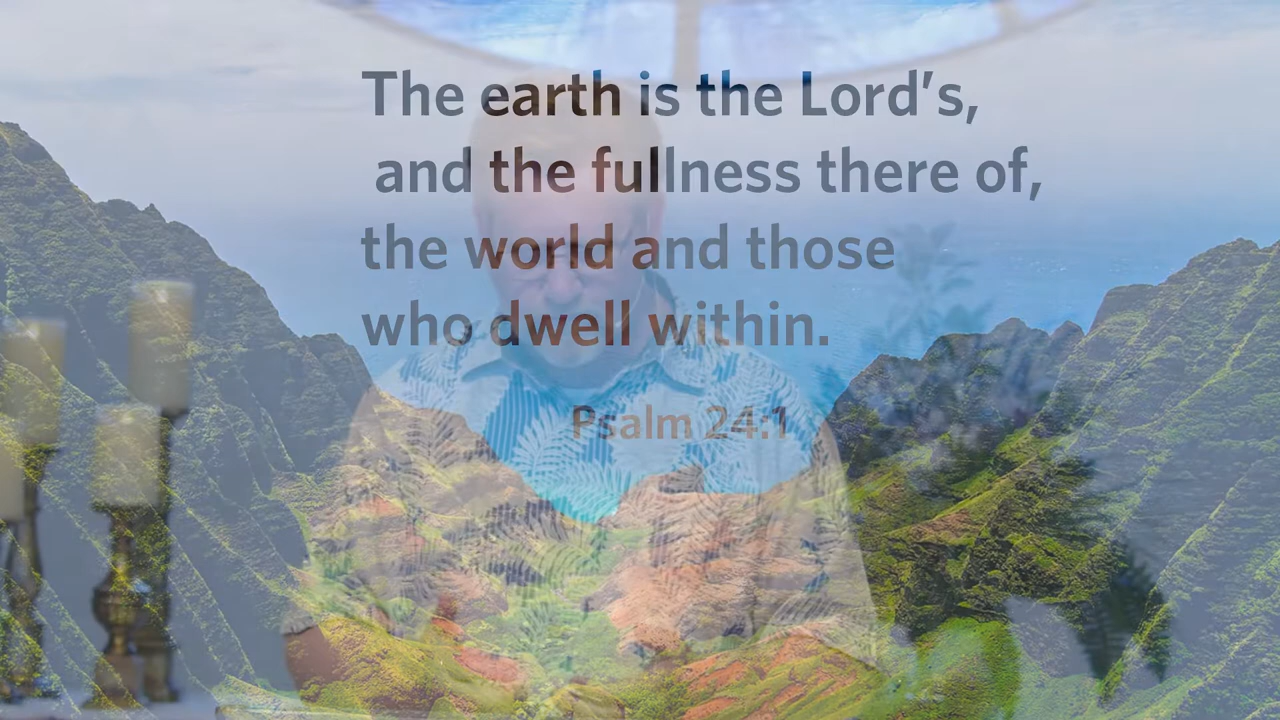 The earth is the Lord's,
and the fullness there of,
the world and those
who dwell within.
Psalm 24:1